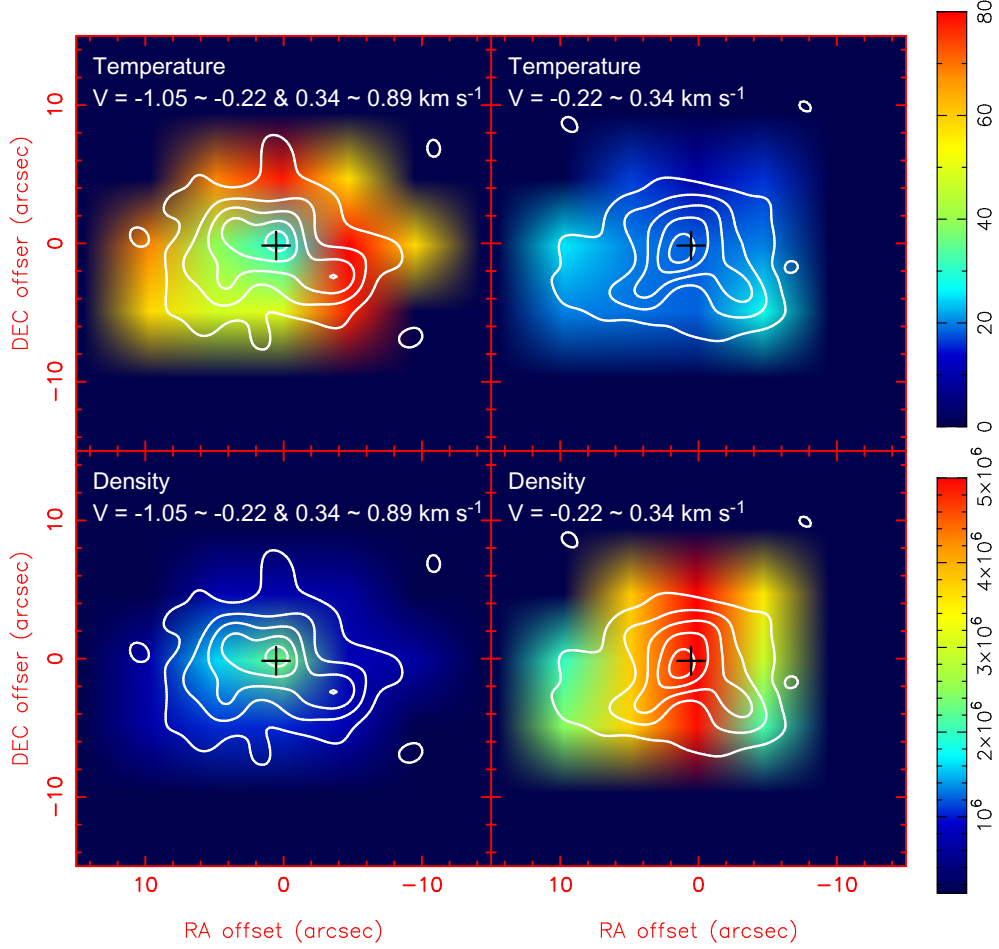 80
Temperature
V = -1.05 ~ -0.22 & 0.34 ~ 0.89 km s-1
Temperature
V = -0.22 ~ 0.34 km s-1
60
10
DEC offser (arcsec)
0
40
20
-10
0
5×10⁶
Density
V = -1.05 ~ -0.22 & 0.34 ~ 0.89 km s-1
Density
V = -0.22 ~ 0.34 km s-1
4×10⁶
10
DEC offser (arcsec)
0
3×10⁶
2×10⁶
-10
10⁶
10 0 -10 10 0 -10
RA offset (arcsec) RA offset (arcsec)